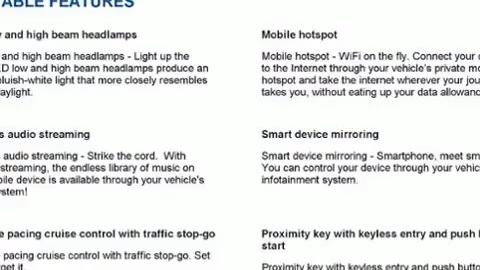 ABLE FEATURES
and high beam headlamps
and high beam headlamps - Light up the
D low and high beam headlamps produce an
luish-white light that more closely resembles
aylight.
s audio streaming
audio streaming - Strike the cord. With
streaming, the endless library of music on
ile device is available through your vehicle's
stem!
e pacing cruise control with traffic stop-go
pacing cruise control with traffic stop-go. Set
get it.
Mobile hotspot
Mobile hotspot - WiFi on the fly. Connect your
to the Internet through your vehicle's private mo
hotspot and take the internet wherever your jou
takes you, without eating up your data allowan
Smart device mirroring
Smart device mirroring - Smartphone, meet sm
You can control your device through your vehic
infotainment system.
Proximity key with keyless entry and push
start
Proximity key with keyless entry and push butt